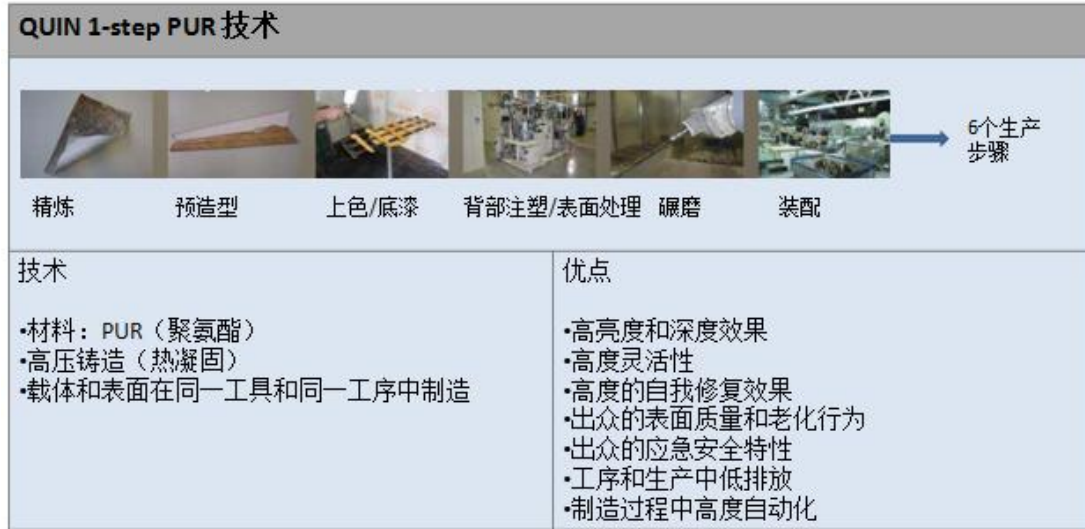 QUIN 1-step PUR 技术
6个生产
步骤
精炼
预造型
上色/底漆
背部注塑/表面处理
碾磨
装配
技术
•材料：PUR（聚氨酯）
•高压铸造（热凝固）
•载体和表面在同一工具和同一工序中制造
优点
•高亮度和深度效果
•高度灵活性
•高度的自我修复效果
•出众的表面质量和老化行为
•出众的应急安全特性
•工序和生产中低排放
•制造过程中高度自动化